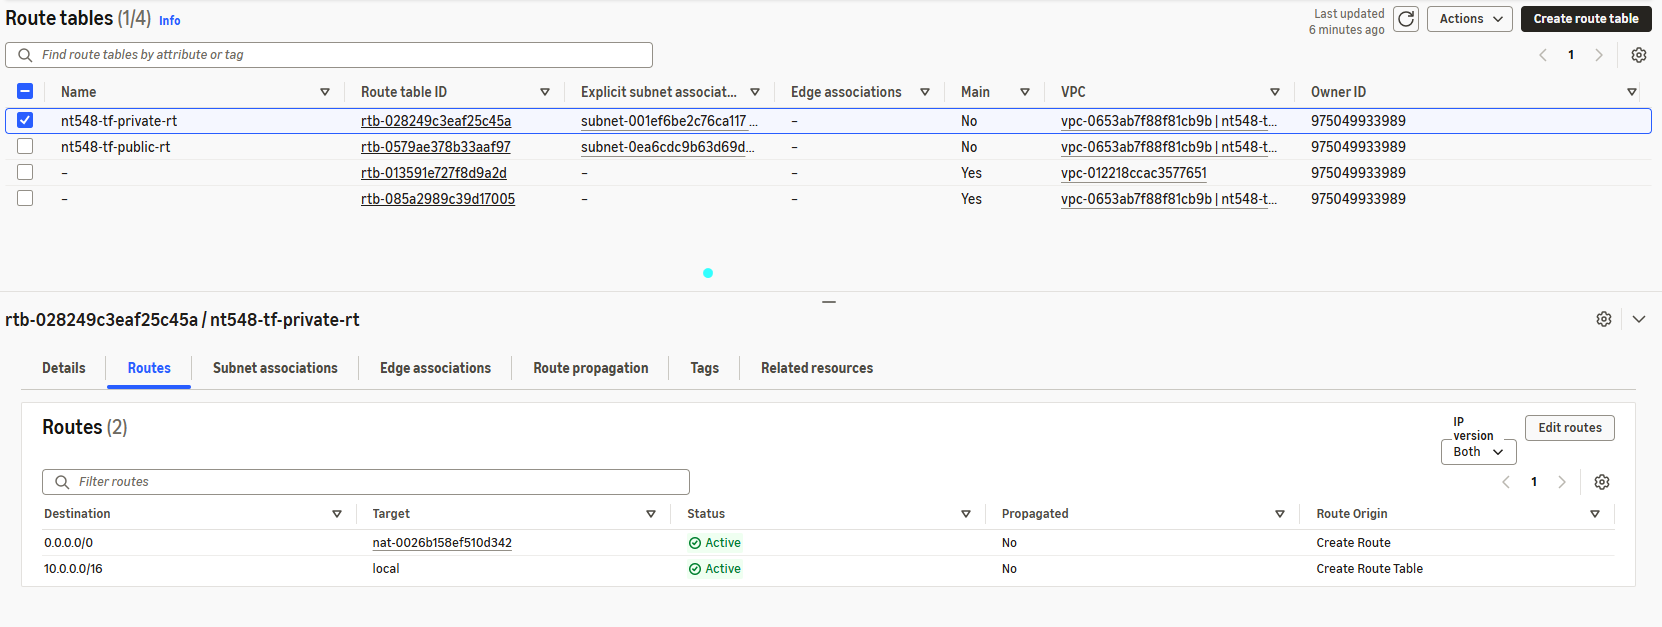 Route tables (1/4) Info
Last updated
6 minutes ago
Actions
Create route table
Find route tables by attribute or tag
1
Name Route table ID Explicit subnet associat... Edge associations Main VPC Owner ID
nt548-tf-private-rt rtb-028249c3eaf25c45a subnet-001ef6be2c76ca117 ... – No vpc-0653ab7f88f81cb9b | nt548-t... 975049933989
nt548-tf-public-rt rtb-0579ae378b33aaf97 subnet-0ea6cdc9b63d69d... – No vpc-0653ab7f88f81cb9b | nt548-t... 975049933989
– rtb-013591e727f8d9a2d – – Yes vpc-012218ccac3577651 975049933989
– rtb-085a2989c39d17005 – – Yes vpc-0653ab7f88f81cb9b | nt548-t... 975049933989
rtb-028249c3eaf25c45a / nt548-tf-private-rt
Details Routes Subnet associations Edge associations Route propagation Tags Related resources
Routes (2)
IP
version
Both
Edit routes
Filter routes
1
Destination Target Status Propagated Route Origin
0.0.0.0/0 nat-0026b158ef510d342 Active No Create Route
10.0.0.0/16 local Active No Create Route Table